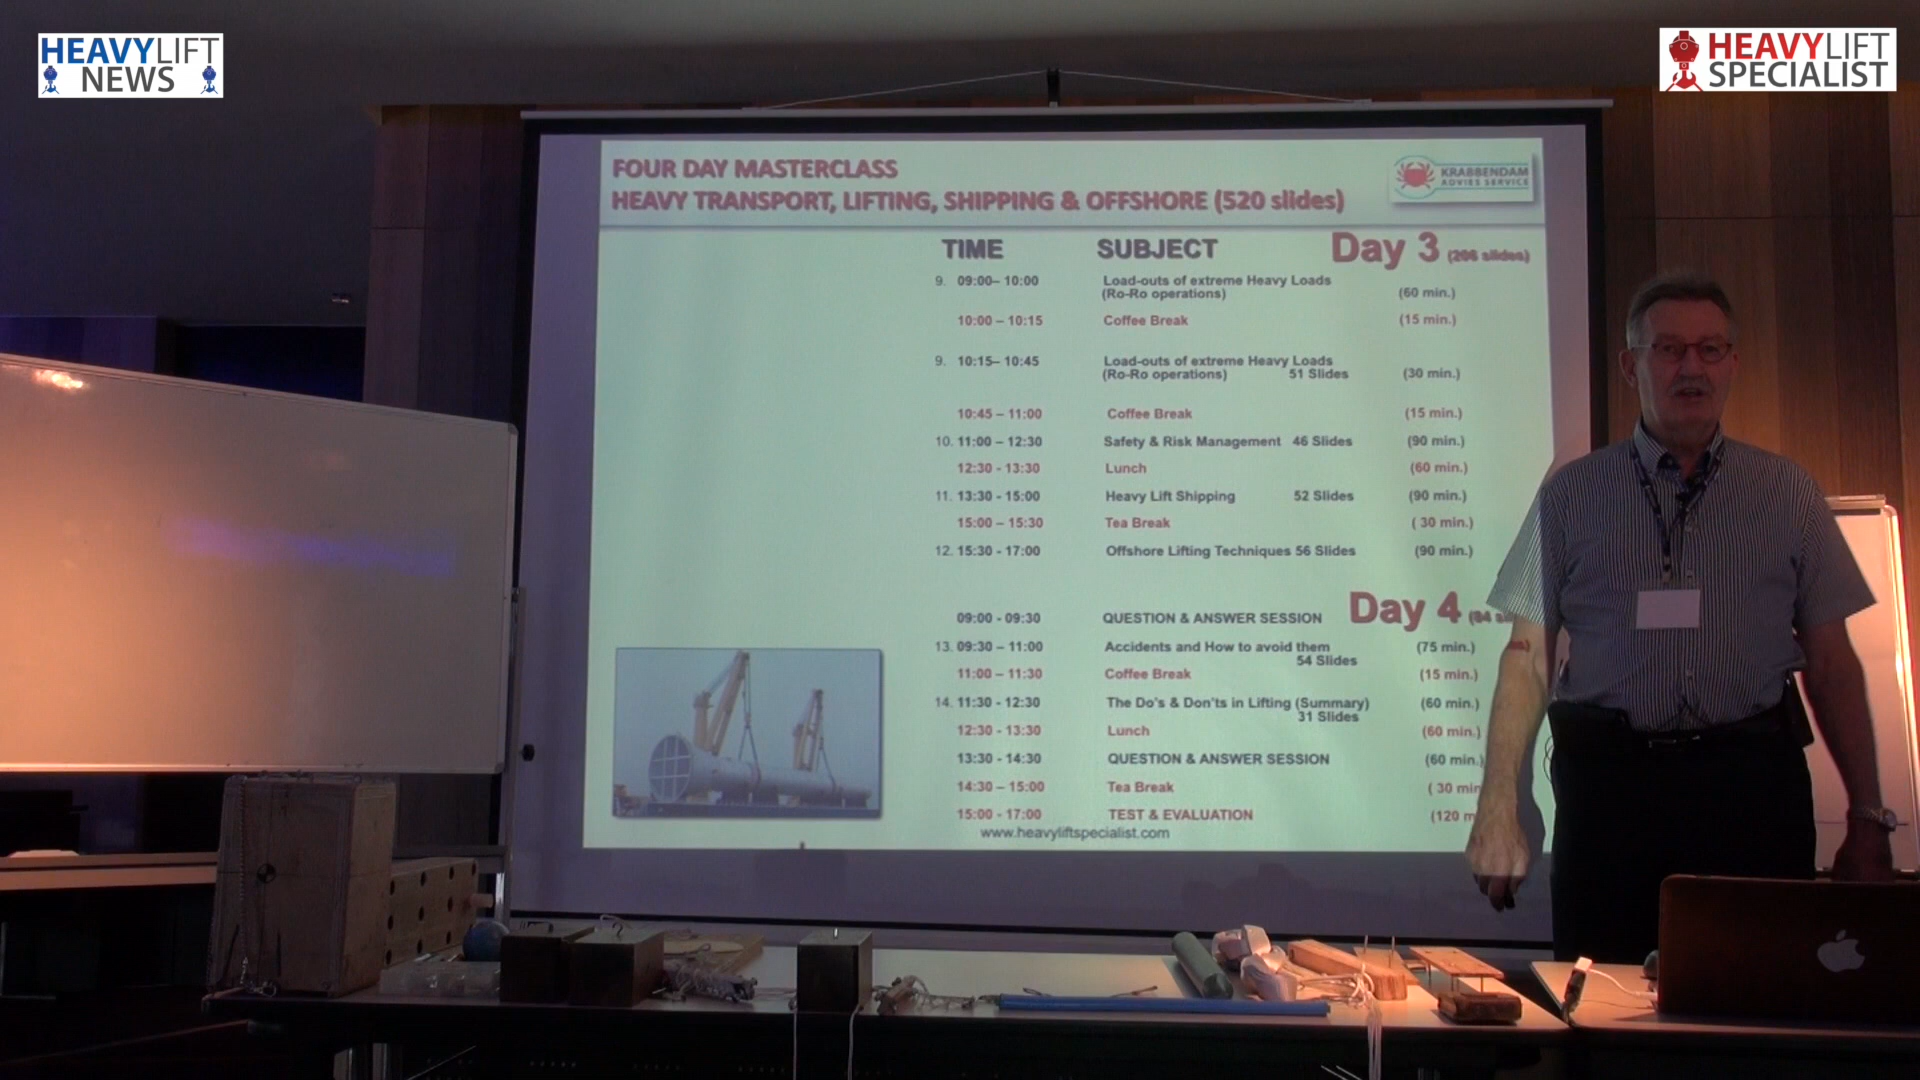 HEAVYLIFT
NEWS
HEAVYLIFT
SPECIALIST
FOUR DAY MASTERCLASS
HEAVY TRANSPORT, LIFTING, SHIPPING & OFFSHORE (520 slides)
KRABBENDAM
ADVIES SERVICE
TIME SUBJECT Day 3 (206 slides)
9. 09:00– 10:00 Load-outs of extreme Heavy Loads
(Ro-Ro operations) (60 min.)
10:00 – 10:15 Coffee Break (15 min.)
9. 10:15– 10:45 Load-outs of extreme Heavy Loads
(Ro-Ro operations) 51 Slides (30 min.)
10:45 – 11:00 Coffee Break (15 min.)
10. 11:00 – 12:30 Safety & Risk Management 46 Slides (90 min.)
12:30 - 13:30 Lunch (60 min.)
11. 13:30 - 15:00 Heavy Lift Shipping 52 Slides (90 min.)
15:00 – 15:30 Tea Break ( 30 min.)
12. 15:30 - 17:00 Offshore Lifting Techniques 56 Slides (90 min.)
Day 4 (84
09:00 - 09:30 QUESTION & ANSWER SESSION
13. 09:30 – 11:00 Accidents and How to avoid them (75 min.)
54 Slides
11:00 – 11:30 Coffee Break (15 min.)
14. 11:30 - 12:30 The Do's & Don'ts in Lifting (Summary) (60 min.)
31 Slides
12:30 - 13:30 Lunch (60 min.)
13:30 - 14:30 QUESTION & ANSWER SESSION (60 min.)
14:30 – 15:00 Tea Break ( 30 min
15:00 - 17:00 TEST & EVALUATION (120 m
www.heavyliftspecialist.com